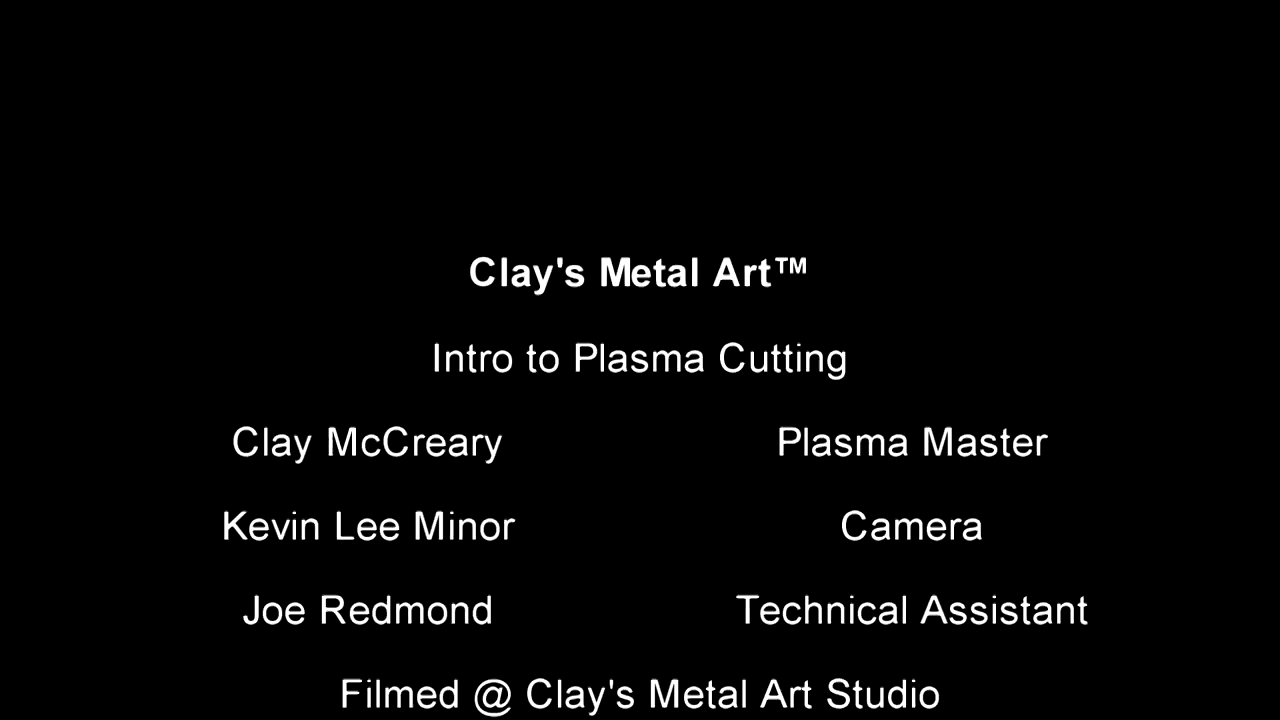 Clay's Metal Art™
Intro to Plasma Cutting
Clay McCreary Plasma Master
Kevin Lee Minor Camera
Joe Redmond Technical Assistant
Filmed @ Clay's Metal Art Studio